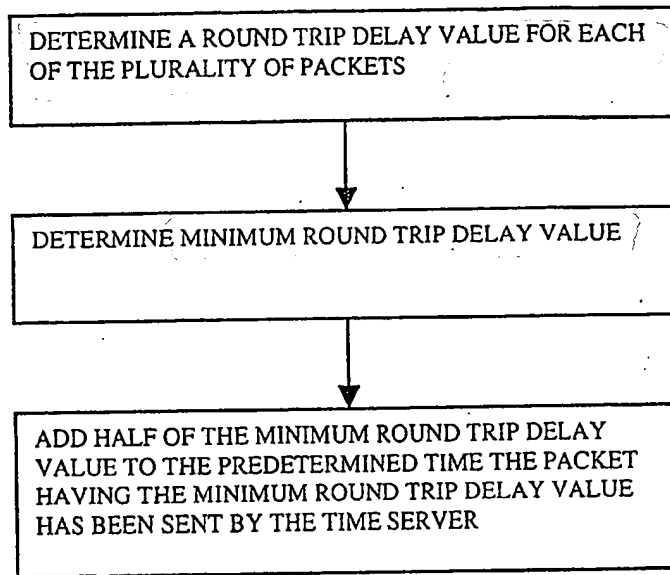 DETERMINE A ROUND TRIP DELAY VALUE FOR EACH
OF THE PLURALITY OF PACKETS
DETERMINE MINIMUM ROUND TRIP DELAY VALUE
ADD HALF OF THE MINIMUM ROUND TRIP DELAY
VALUE TO THE PREDETERMINED TIME THE PACKET
HAVING THE MINIMUM ROUND TRIP DELAY VALUE
HAS BEEN SENT BY THE TIME SERVER